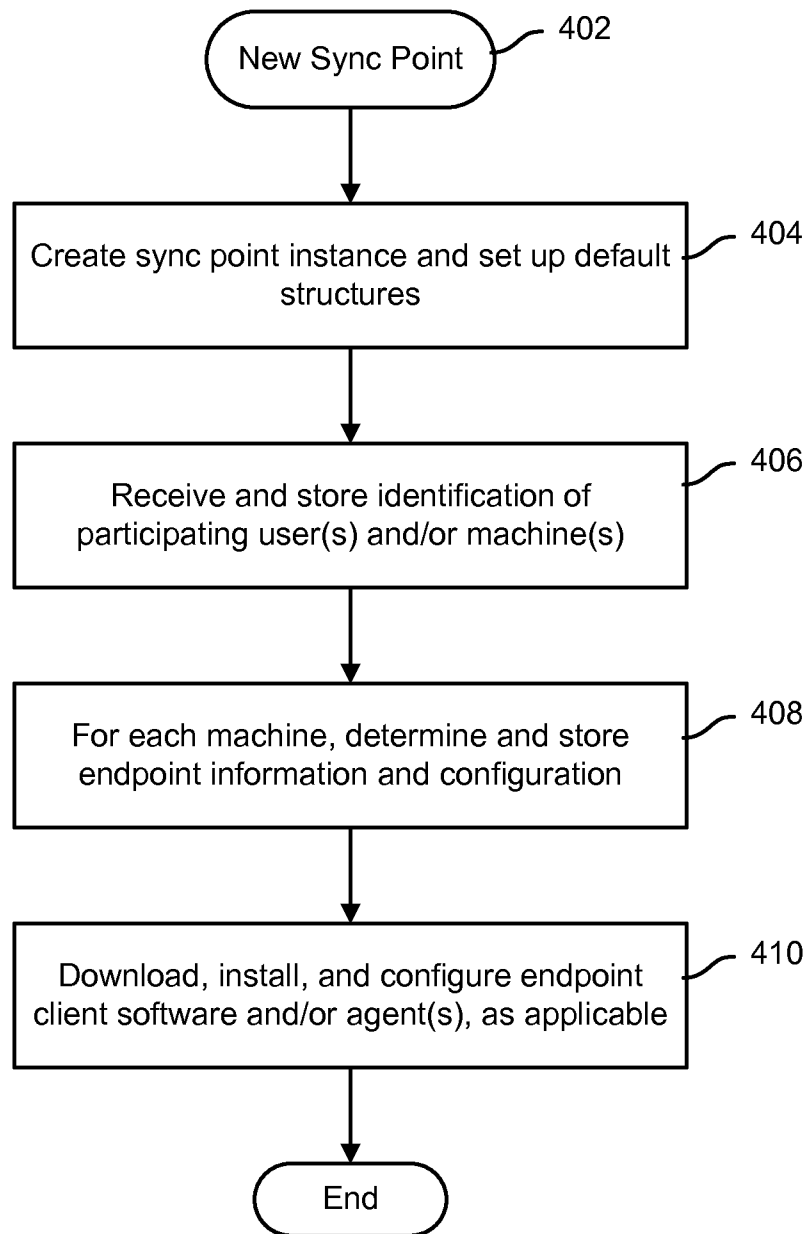 New Sync Point
402
Create sync point instance and set up default
structures
404
Receive and store identification of
participating user(s) and/or machine(s)
406
For each machine, determine and store
endpoint information and configuration
408
Download, install, and configure endpoint
client software and/or agent(s), as applicable
410
End